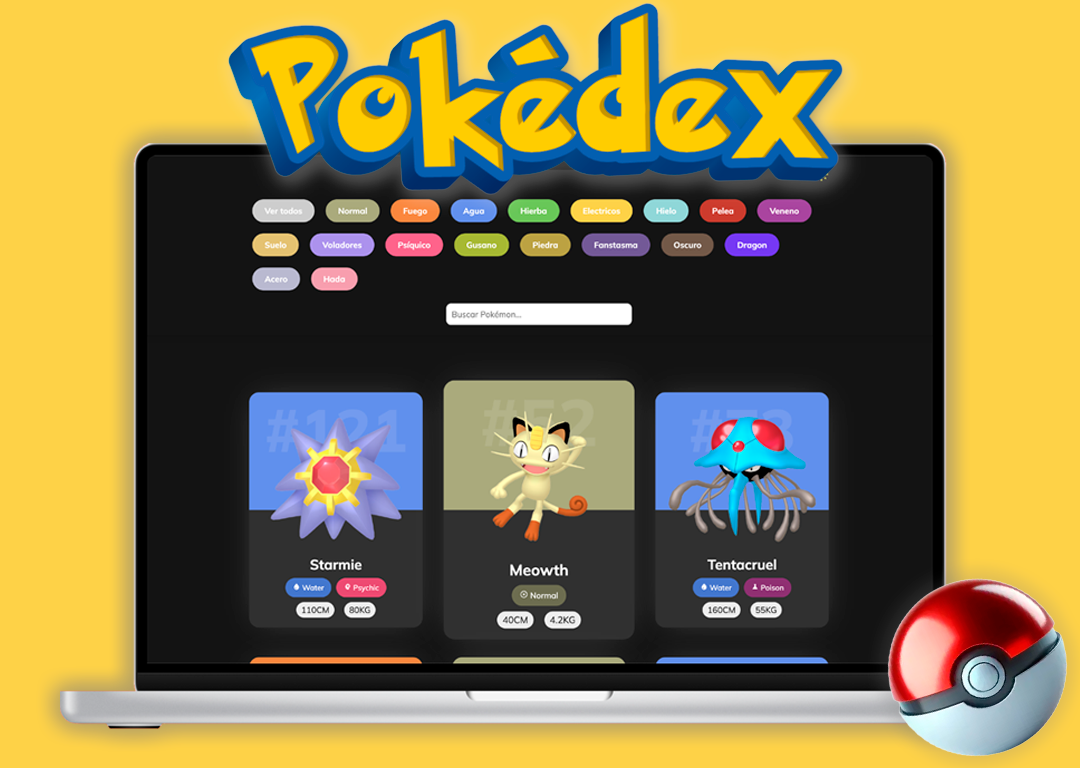 Pokédex
Ver todos Normal Fuego Agua Hierba Electricos Hielo Pelea Veneno
Suelo Voladores Psíquico Gusano Piedra Fanstasma Oscuro Dragon
Acero Hada
Buscar Pokémon...
#121 #52 #73
Starmie Meowth Tentacruel
Water Psychic Normal Water Poison
110CM 80KG 40CM 4.2KG 160CM 55KG